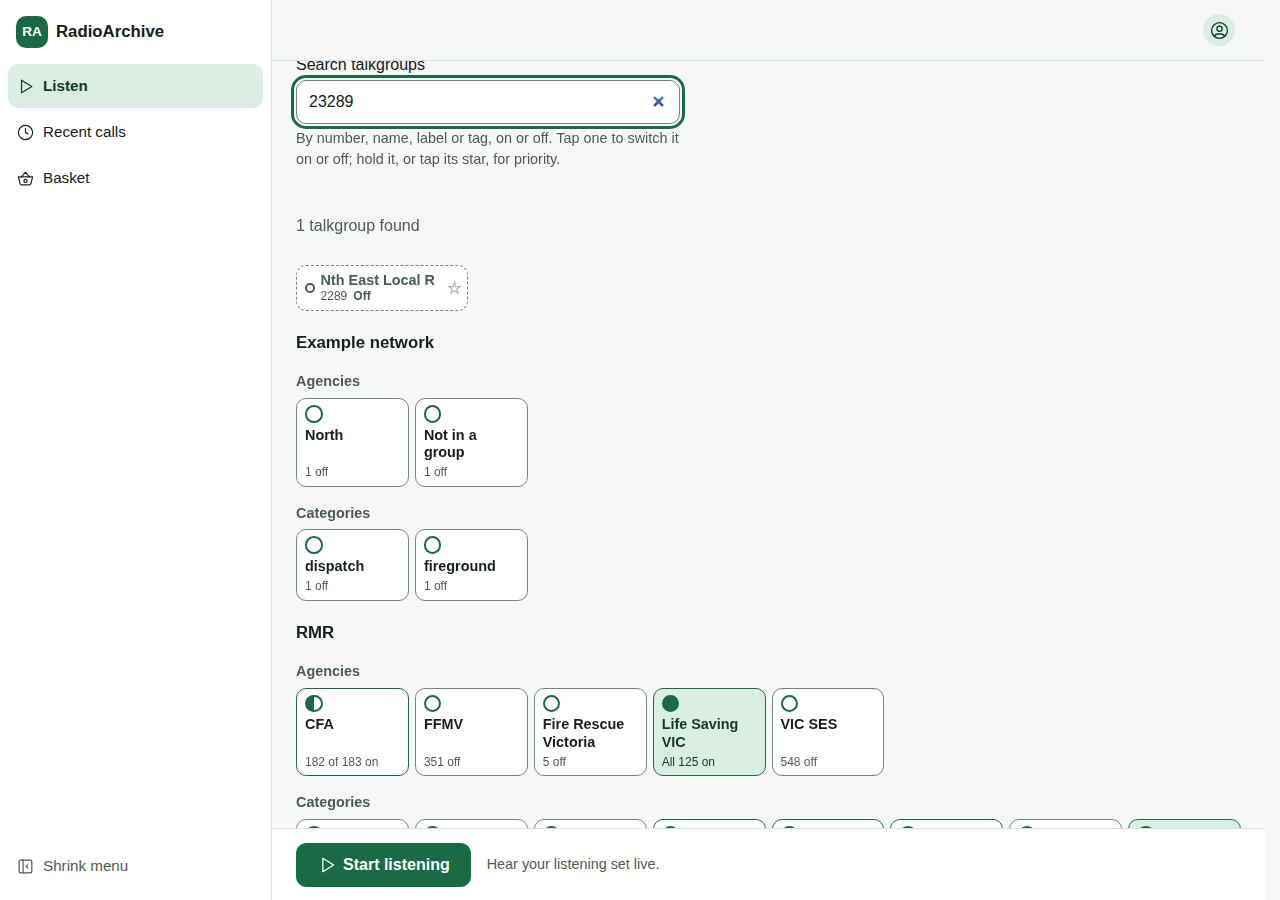 RA RadioArchive
Listen
Recent calls
Basket
Shrink menu
Search talkgroups
23289
By number, name, label or tag, on or off. Tap one to switch it
on or off; hold it, or tap its star, for priority.
1 talkgroup found
Nth East Local R
2289 Off
Example network
Agencies
North
1 off
Not in a
group
1 off
Categories
dispatch
1 off
fireground
1 off
RMR
Agencies
CFA
182 of 183 on
FFMV
351 off
Fire Rescue
Victoria
5 off
Life Saving
VIC
All 125 on
VIC SES
548 off
Categories
Start listening
Hear your listening set live.